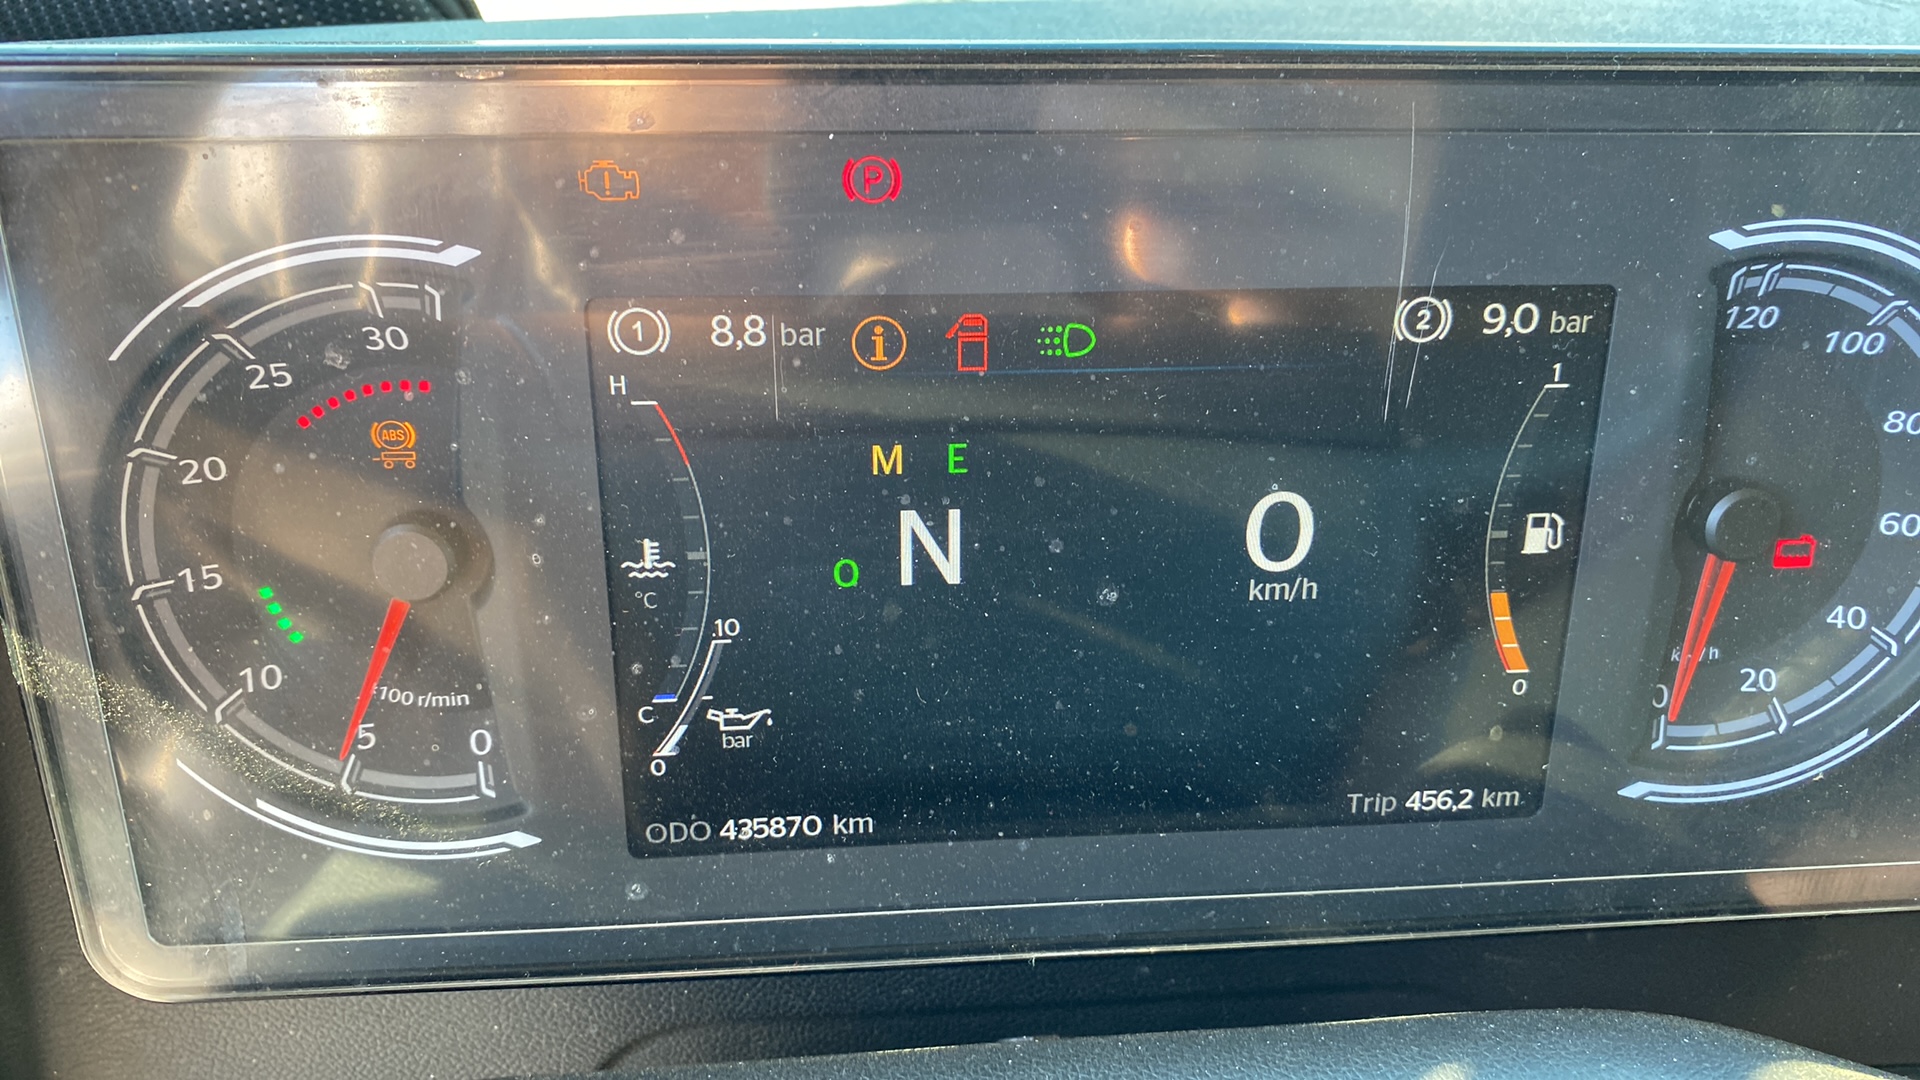 P
1 8,8 bar
i
2 9,0 bar
30
25
20
15
10
5
0
×100 r/min
ABS
H
°C
C
10
0
bar
M E
N
O
0
km/h
1
0
ODO 435870 km
Trip 456,2 km
120
100
80
60
40
20
0
km/h